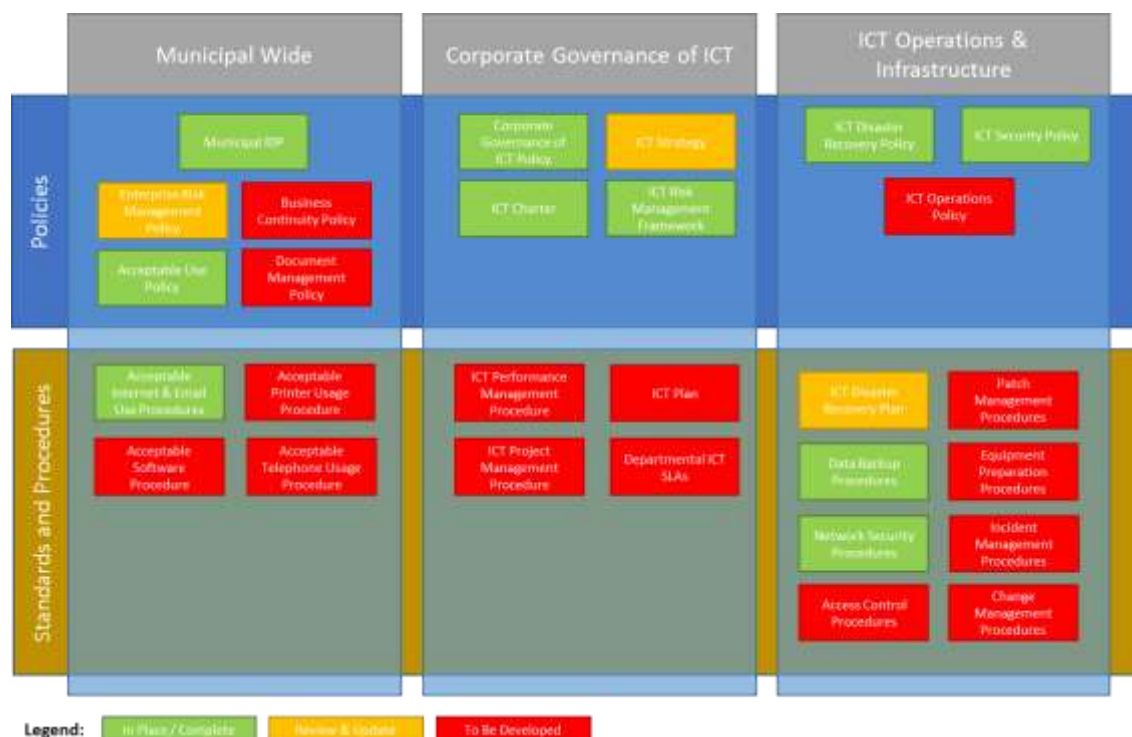 Municipal Wide
Corporate Governance of ICT
ICT Operations &
Infrastructure
Policies
Municipal IDP
Enterprise Risk
Management
Policy
Business
Continuity Policy
Acceptable Use
Policy
Document
Management
Policy
Corporate
Governance of
ICT Policy
ICT Strategy
ICT Charter
ICT Risk
Management
Framework
ICT Disaster
Recovery Policy
ICT Security Policy
ICT Operations
Policy
Standards and Procedures
Acceptable
Internet & Email
Use Procedures
Acceptable
Printer Usage
Procedure
Acceptable
Software
Procedure
Acceptable
Telephone Usage
Procedure
ICT Performance
Management
Procedure
ICT Plan
ICT Project
Management
Procedure
Departmental ICT
SLAs
ICT Disaster
Recovery Plan
Patch
Management
Procedures
Data Backup
Procedures
Equipment
Preparation
Procedures
Network Security
Procedures
Incident
Management
Procedures
Access Control
Procedures
Change
Management
Procedures
Legend:
In Place / Complete
Review & Update
To Be Developed